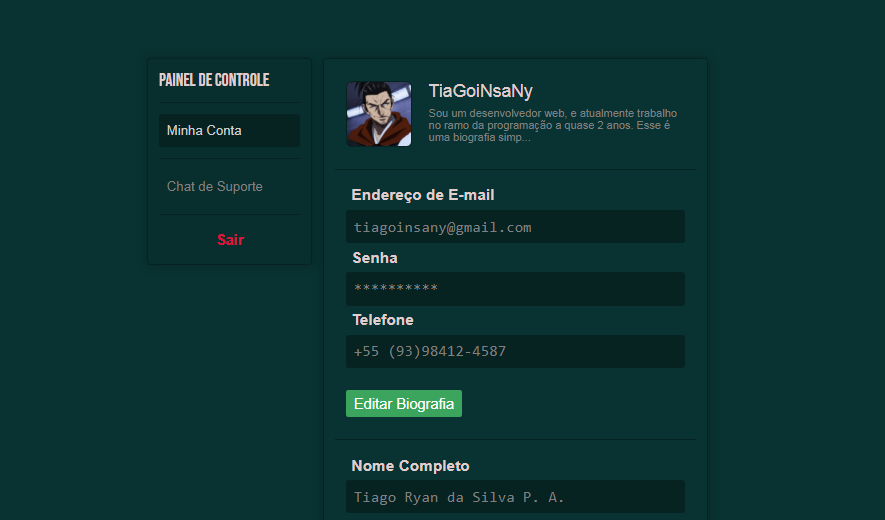 PAINEL DE CONTROLE
Minha Conta
Chat de Suporte
Sair
TiaGoiNsaNy
Sou um desenvolvedor web, e atualmente trabalho
no ramo da programação a quase 2 anos. Esse é
uma biografia simp...
Endereço de E-mail
tiagoinsany@gmail.com
Senha
**********
Telefone
+55 (93)98412-4587
Editar Biografia
Nome Completo
Tiago Ryan da Silva P. A.